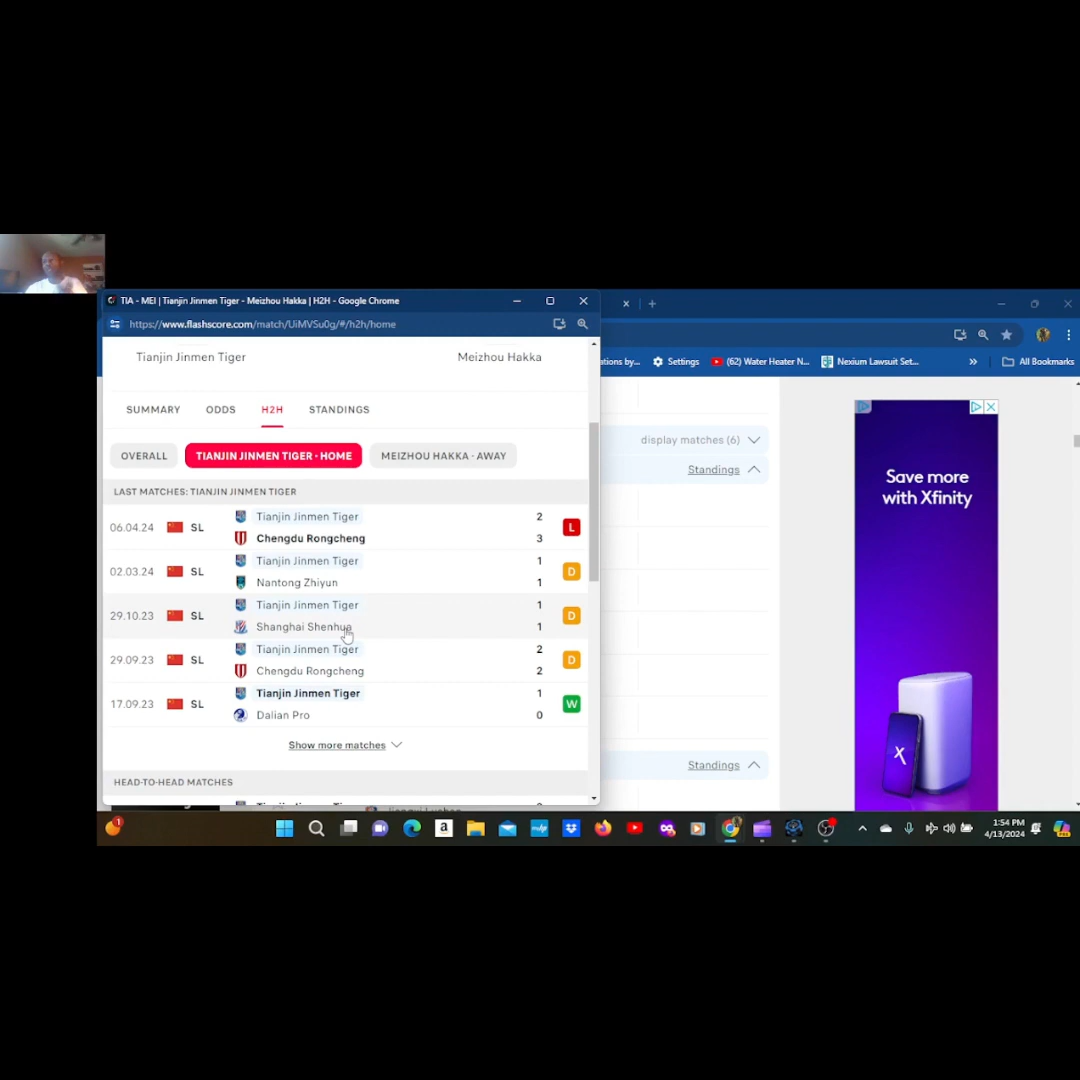 TIA - MEI | Tianjin Jinmen Tiger - Meizhou Hakka | H2H - Google Chrome
https://www.flashscore.com/match/UiMVSu0g/#/h2h/home
ations by... Settings (62) Water Heater N... Nexium Lawsuit Set... » All Bookmarks
Tianjin Jinmen Tiger Meizhou Hakka
SUMMARY ODDS H2H STANDINGS
OVERALL TIANJIN JINMEN TIGER - HOME MEIZHOU HAKKA - AWAY
LAST MATCHES: TIANJIN JINMEN TIGER
06.04.24 SL Tianjin Jinmen Tiger 2 L
Chengdu Rongcheng 3
02.03.24 SL Tianjin Jinmen Tiger 1 D
Nantong Zhiyun 1
29.10.23 SL Tianjin Jinmen Tiger 1 D
Shanghai Shenhua 1
29.09.23 SL Tianjin Jinmen Tiger 2 D
Chengdu Rongcheng 2
17.09.23 SL Tianjin Jinmen Tiger 1 W
Dalian Pro 0
Show more matches
HEAD-TO-HEAD MATCHES
display matches (6)
Standings
Standings
Save more
with Xfinity
X
1:54 PM
4/13/2024